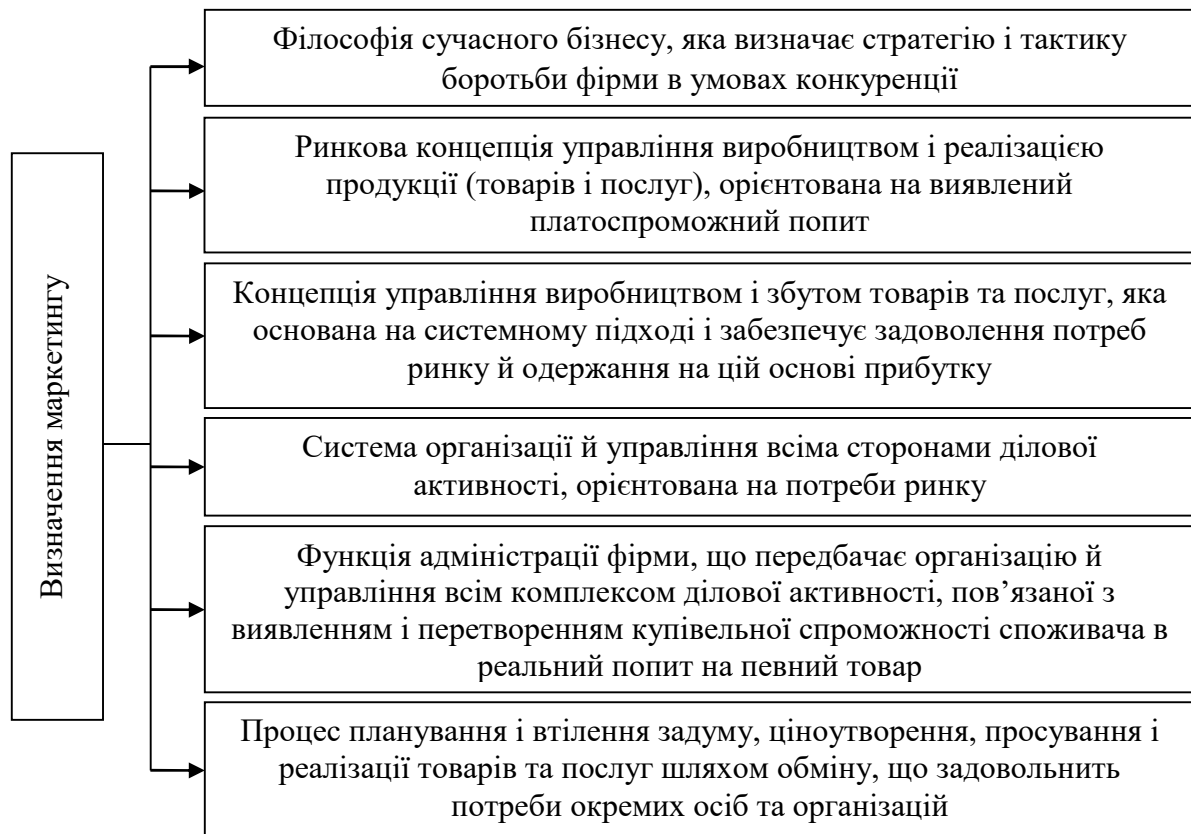 Визначення маркетингу
Філософія сучасного бізнесу, яка визначає стратегію і тактику
боротьби фірми в умовах конкуренції
Ринкова концепція управління виробництвом і реалізацією
продукції (товарів і послуг), орієнтована на виявлений
платоспроможний попит
Концепція управління виробництвом і збутом товарів та послуг, яка
основана на системному підході і забезпечує задоволення потреб
ринку й одержання на цій основі прибутку
Система організації й управління всіма сторонами ділової
активності, орієнтована на потреби ринку
Функція адміністрації фірми, що передбачає організацію й
управління всім комплексом ділової активності, пов’язаної з
виявленням і перетворенням купівельної спроможності споживача в
реальний попит на певний товар
Процес планування і втілення задуму, ціноутворення, просування і
реалізації товарів та послуг шляхом обміну, що задовольнить
потреби окремих осіб та організацій